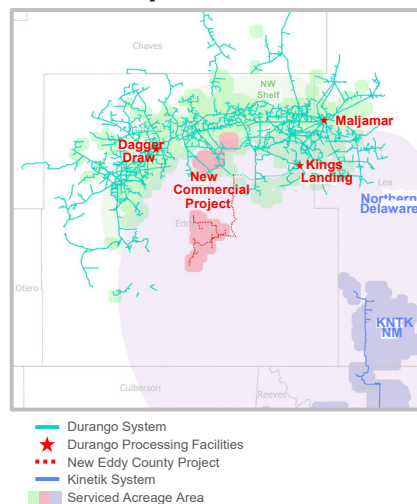 Chaves
NW
Shelf
Maljamar
Dagger
Draw
Kings
Landing
New
Commercial
Project
Lea
Northern
Delaware
Eddy
Otero
KNTK
NM
Culberson
Reeves
Durango System
Durango Processing Facilities
New Eddy County Project
Kinetik System
Serviced Acreage Area